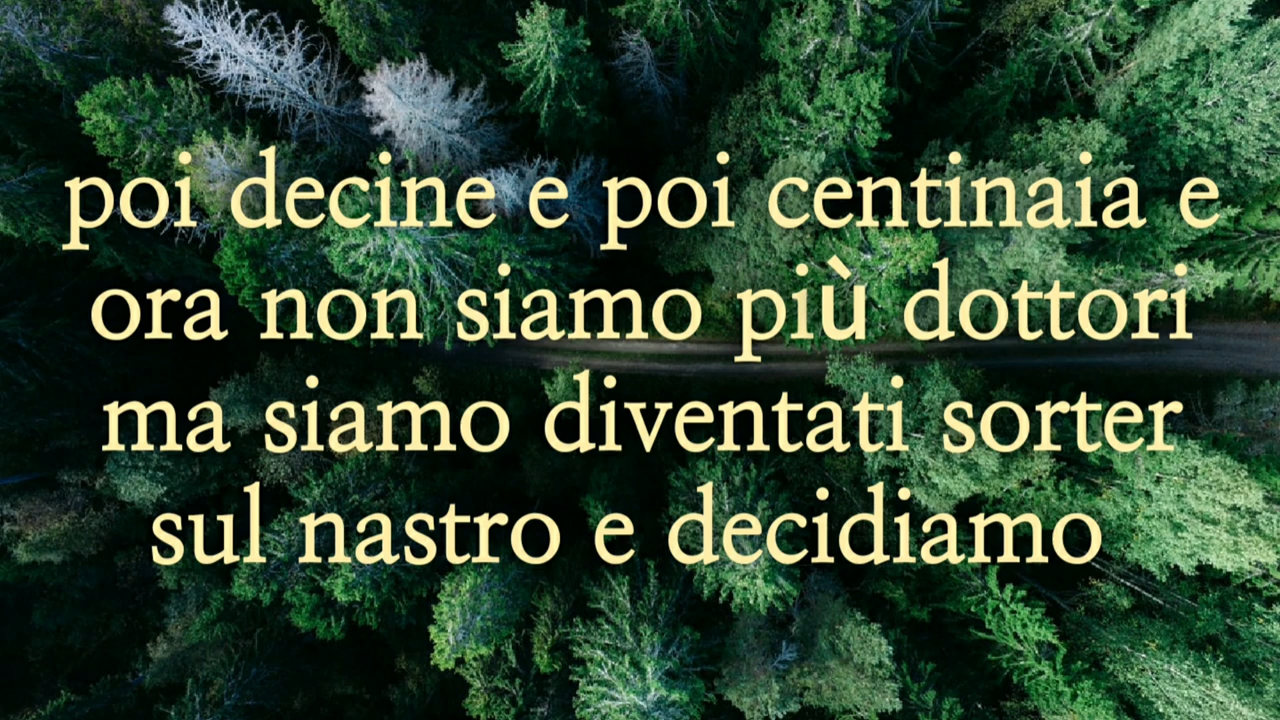 poi decine e poi centinaia e
ora non siamo più dottori
ma siamo diventati sorter
sul nastro e decidiamo